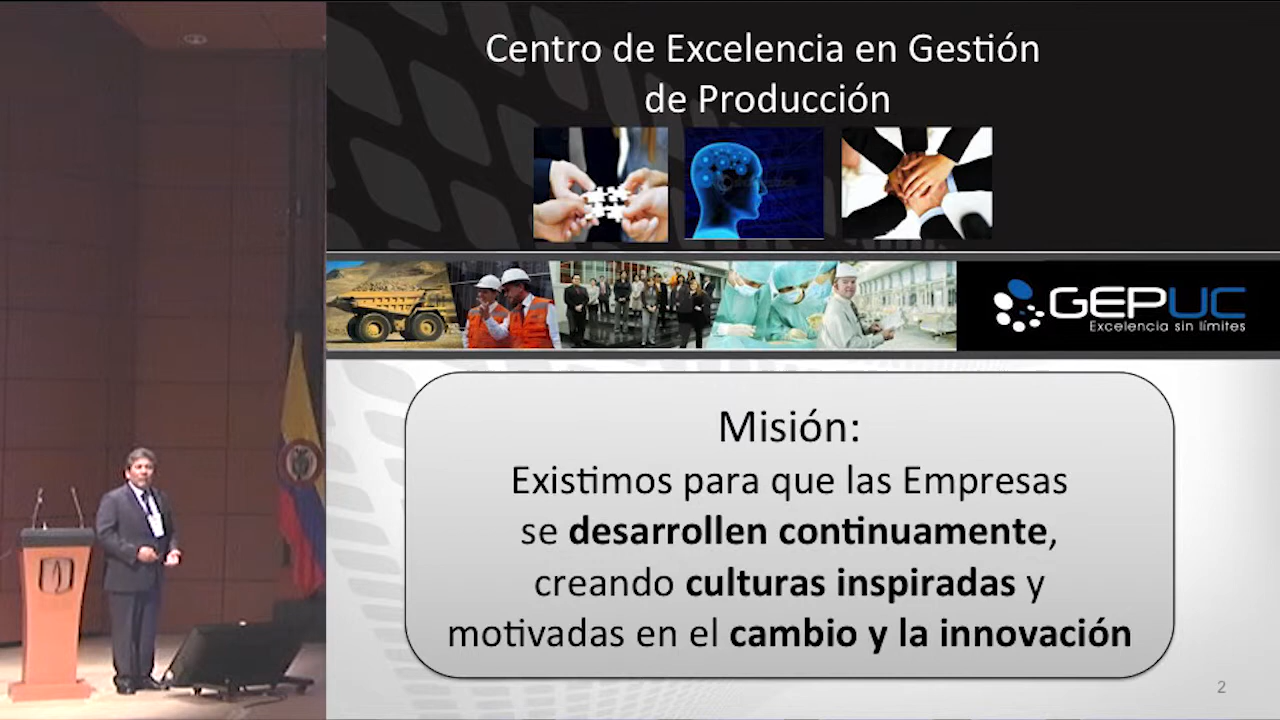 Centro de Excelencia en Gestión
de Producción
GEPUC
Excelencia sin límites
Misión:
Existimos para que las Empresas
se desarrollen continuamente,
creando culturas inspiradas y
motivadas en el cambio y la innovación
2